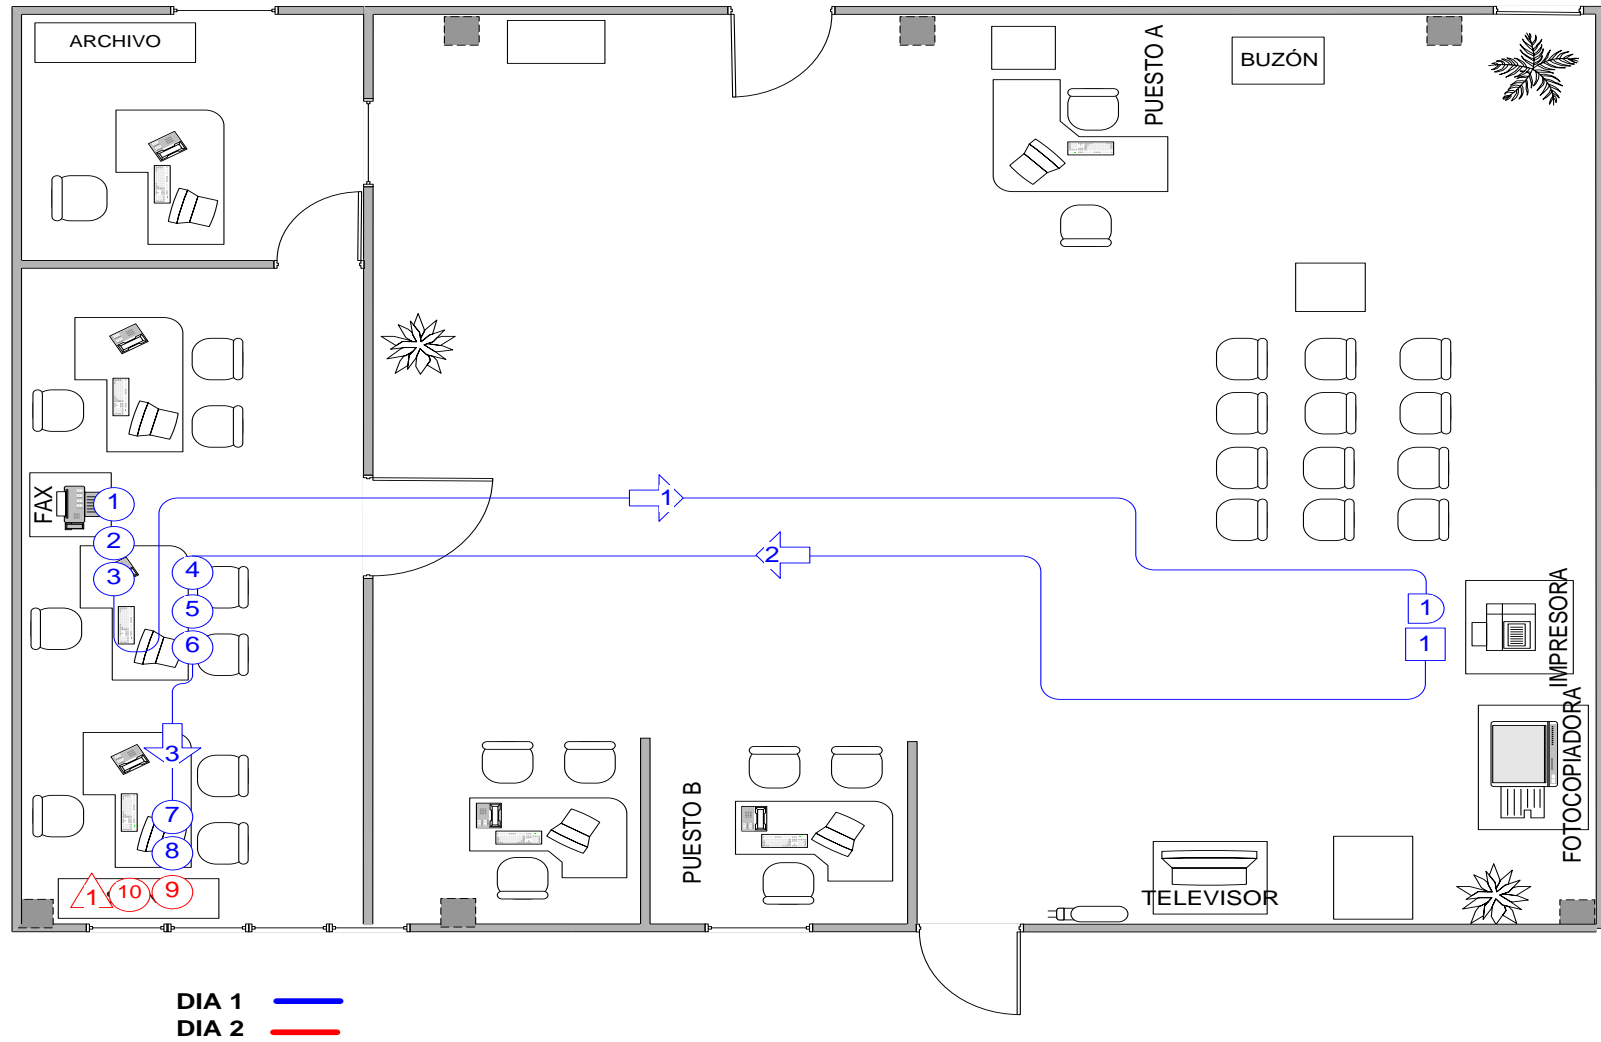 ARCHIVO
PUESTO A
BUZÓN
FAX
1
2
3
4
5
6
1
2
1
1
IMPRESORA
3
7
8
FOTOCOPIADORA
PUESTO B
1
10
9
TELEVISOR
DIA 1
DIA 2